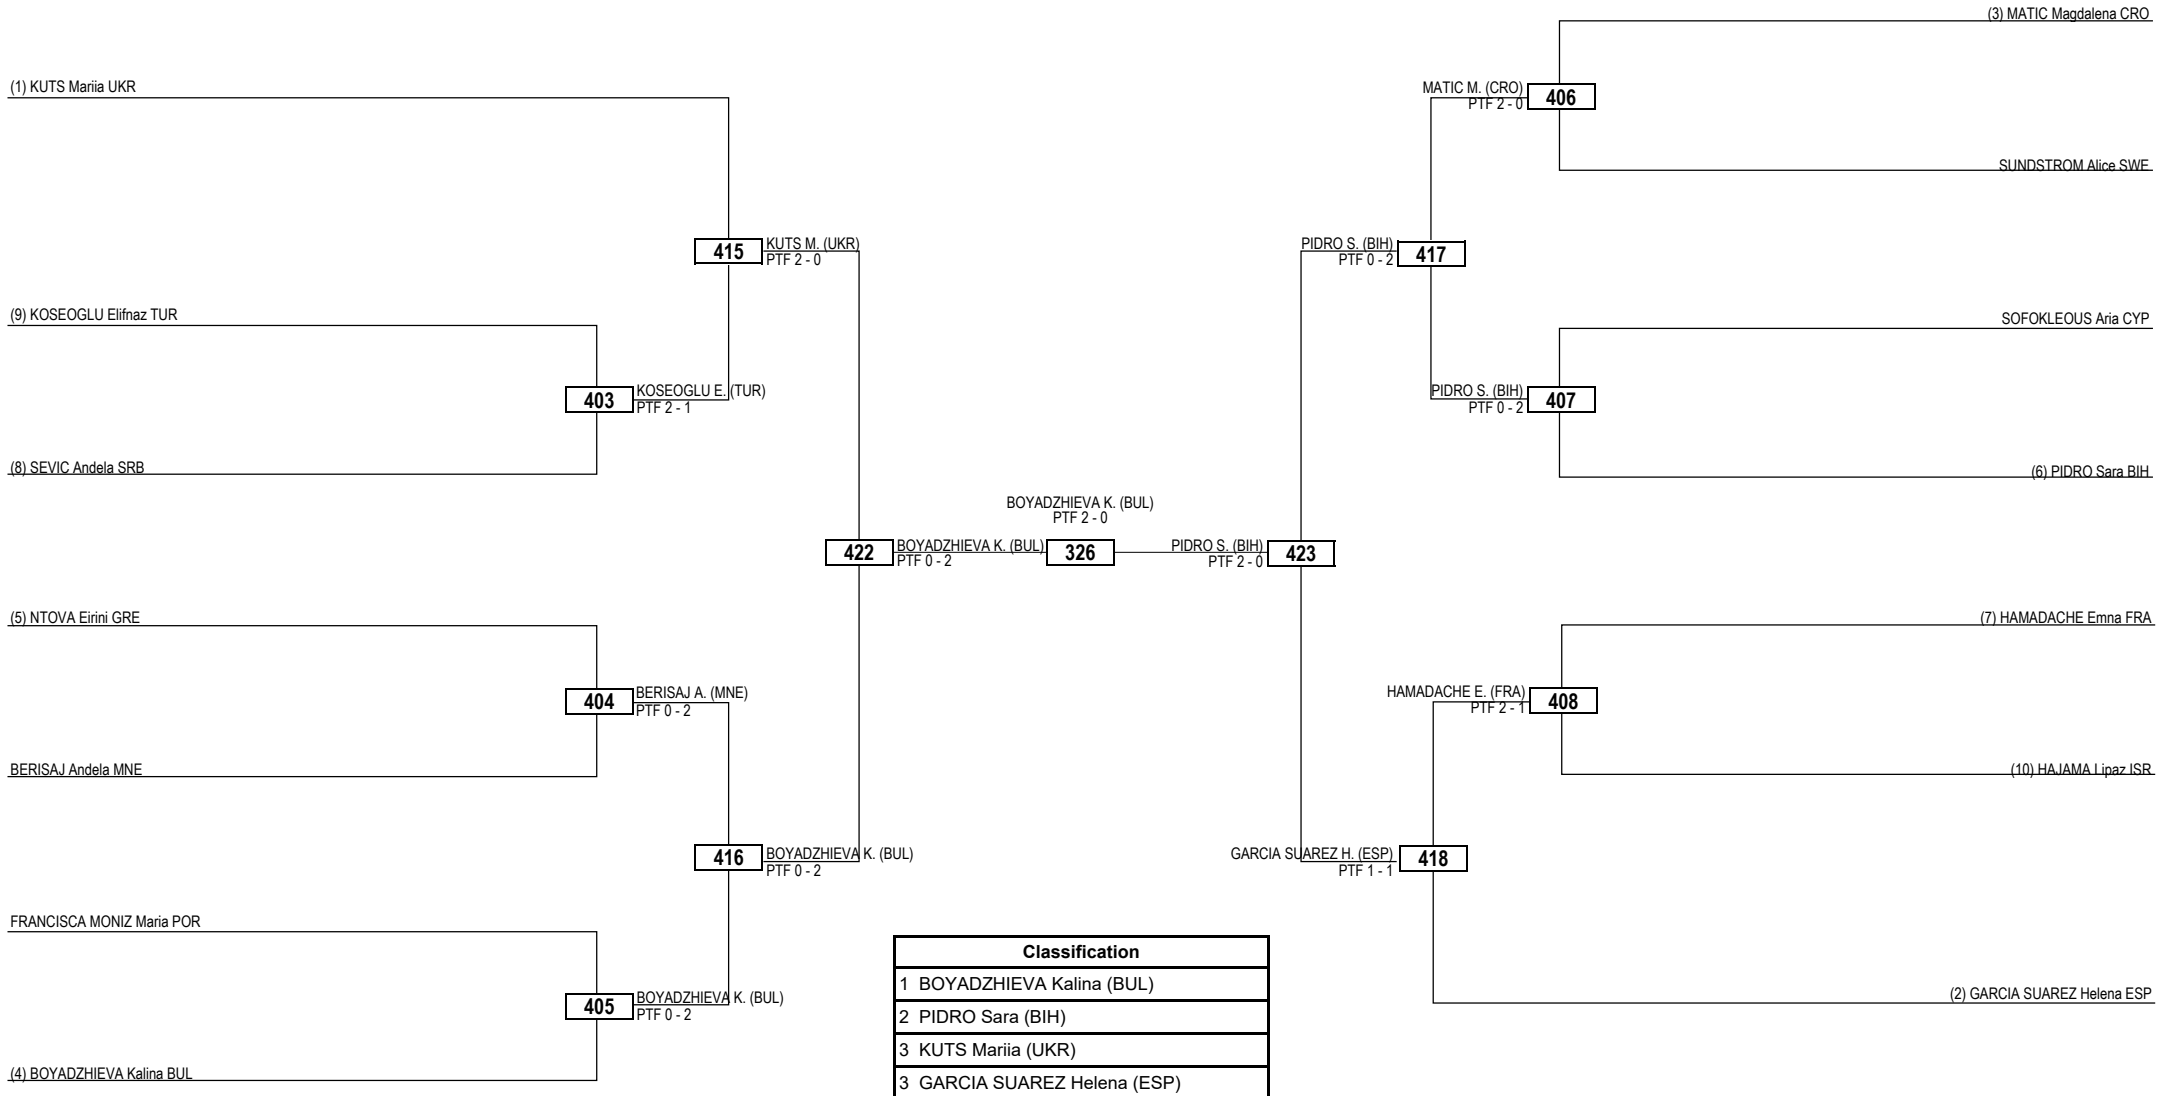 (3) MATIC Magdalena CRO
(1) KUTS Mariia UKR
MATIC M. (CRO)
PTF 2 - 0
406
SUNDSTROM Alice SWE
415
KUTS M. (UKR)
PTF 2 - 0
PIDRO S. (BIH)
PTF 0 - 2
417
(9) KOSEOGLU Elifnaz TUR
SOFOKLEOUS Aria CYP
403
KOSEOGLU E. (TUR)
PTF 2 - 1
PIDRO S. (BIH)
PTF 0 - 2
407
(8) SEVIC Andela SRB
(6) PIDRO Sara BIH
BOYADZHIEVA K. (BUL)
PTF 2 - 0
422
BOYADZHIEVA K. (BUL)
PTF 0 - 2
326
PIDRO S. (BIH)
PTF 2 - 0
423
(5) NTOVA Eirini GRE
(7) HAMADACHE Emna FRA
404
BERISAJ A. (MNE)
PTF 0 - 2
HAMADACHE E. (FRA)
PTF 2 - 1
408
BERISAJ Andela MNE
(10) HAJAMA Lipaz ISR
416
BOYADZHIEVA K. (BUL)
PTF 0 - 2
GARCIA SUAREZ H. (ESP)
PTF 1 - 1
418
FRANCISCA MONIZ Maria POR
405
BOYADZHIEVA K. (BUL)
PTF 0 - 2
(2) GARCIA SUAREZ Helena ESP
(4) BOYADZHIEVA Kalina BUL
Classification
1 BOYADZHIEVA Kalina (BUL)
2 PIDRO Sara (BIH)
3 KUTS Mariia (UKR)
3 GARCIA SUAREZ Helena (ESP)